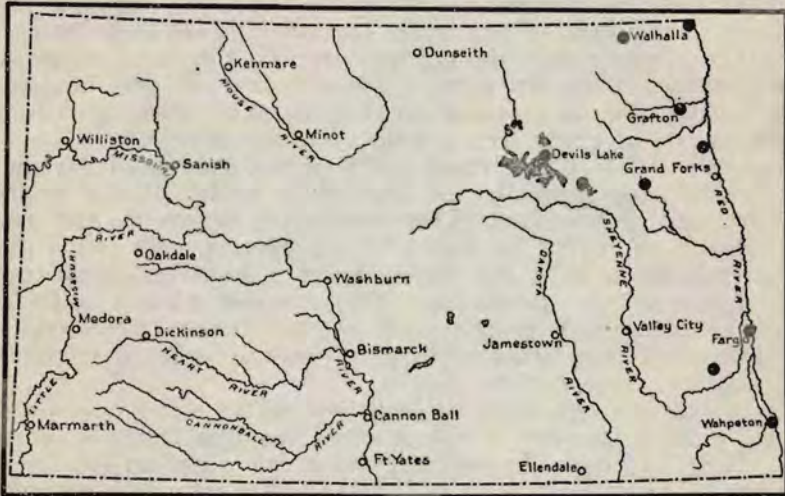 Walhalla
Dunseith
Kenmare
MOUSE
RIVER
Grafton
Minot
Williston
MISSOURI
Sanish
Devils Lake
Grand Forks
RED
RIVER
SHEYENNE
RIVER
RIVER
MISSOURI
LITTLE
Oakdale
DAKOTA
RIVER
Washburn
Medora
Dickinson
HEART
RIVER
Bismarck
RIVER
Jamestown
Valley City
Fargo
Marmarth
CANNONBALL
RIVER
Cannon Ball
Wahpeton
Ft. Yates
Ellendale